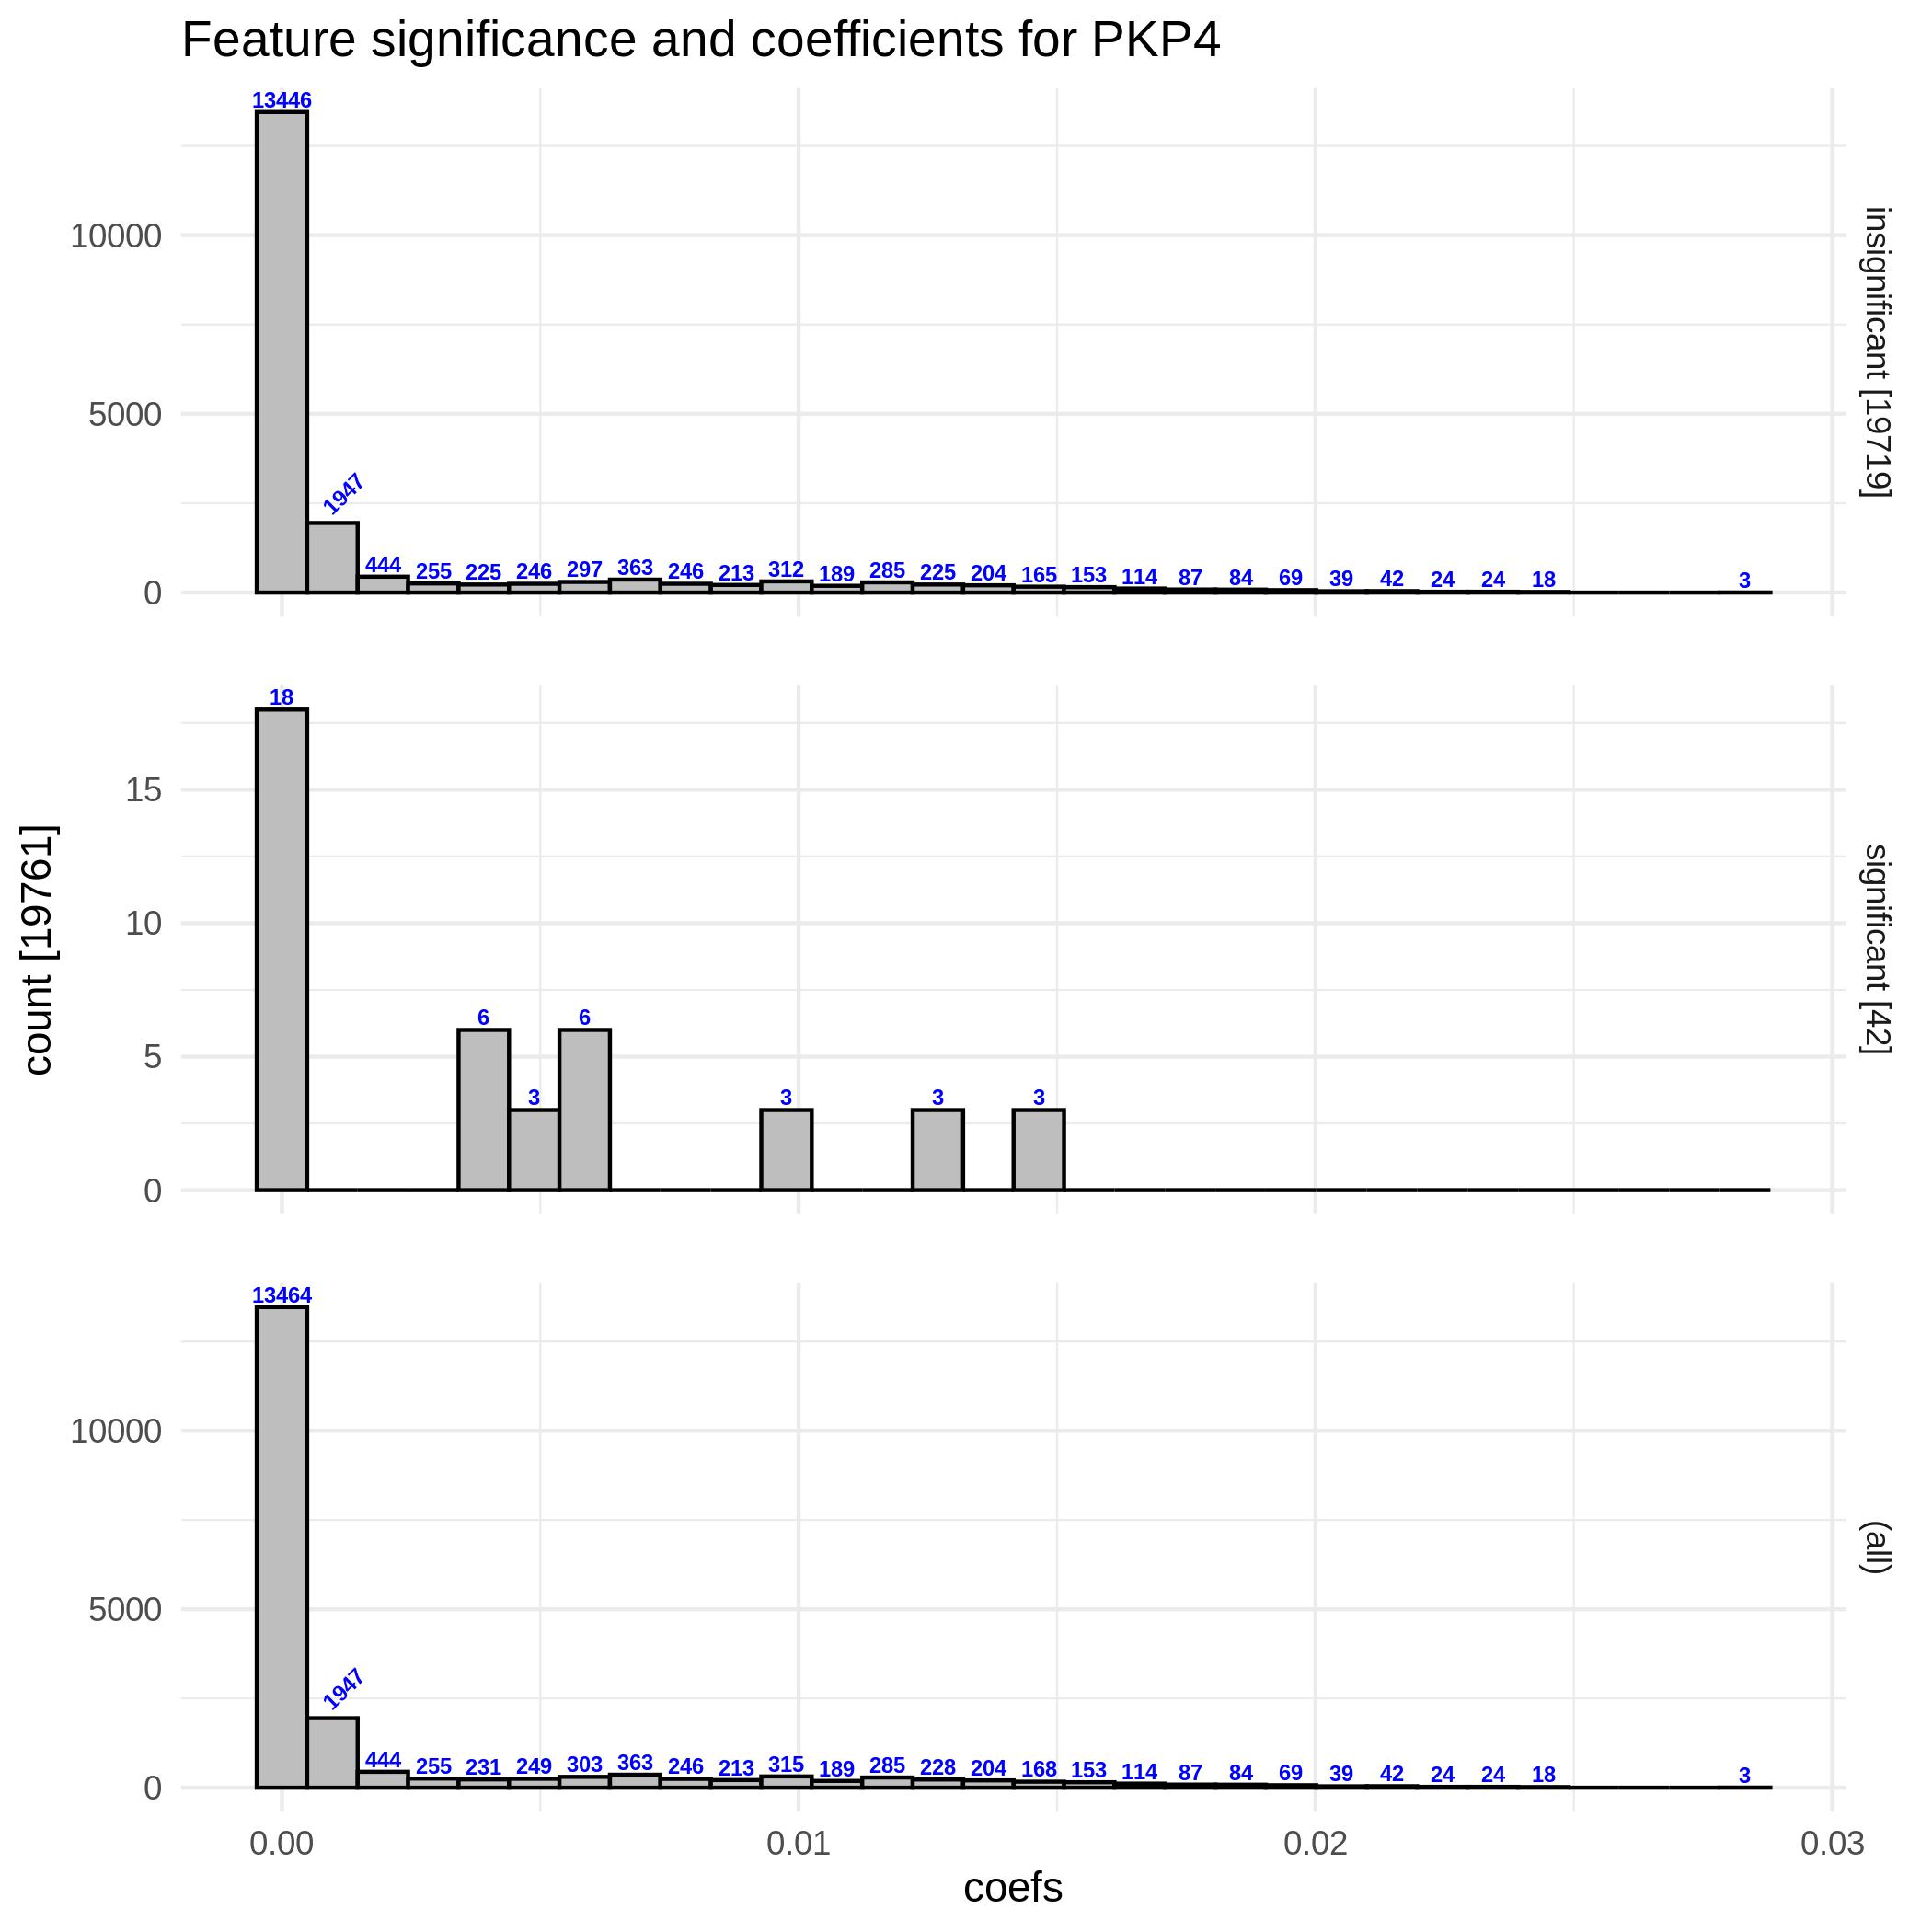 Feature significance and coefficients for PKP4
13446
1947
444 255 225 246 297 363 246 213 312 189 285 225 204 165 153 114 87 84 69 39 42 24 24 18 3
10000
5000
0
insignificant [19719]
18
6 3 6 3 3 3
15
10
5
0
significant [42]
count [19761]
13464
1947
444 255 231 249 303 363 246 213 315 189 285 228 204 168 153 114 87 84 69 39 42 24 24 18 3
10000
5000
0
(all)
0.00 0.01 0.02 0.03
coefs